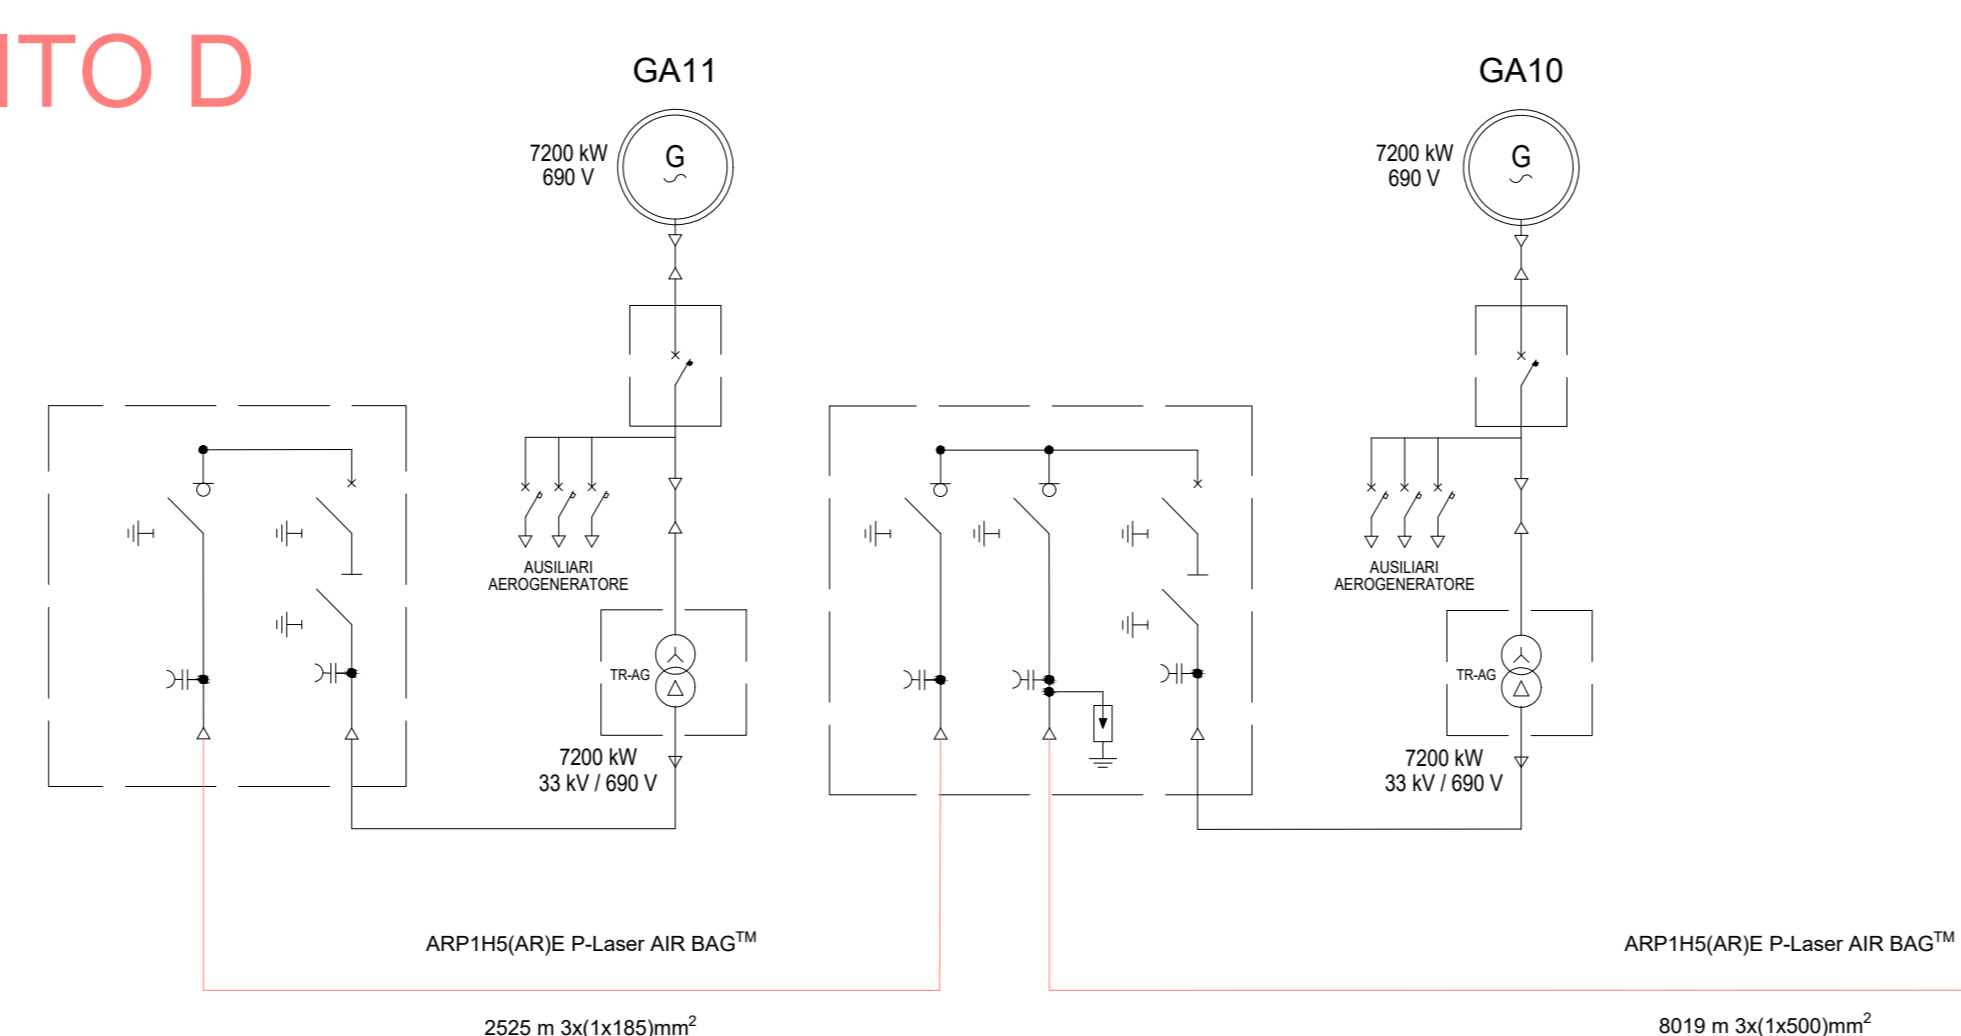 ITO D
GA11
7200 kW
690 V
G
AUSILIARI
AEROGENERATORE
TR-AG
7200 kW
33 kV / 690 V
GA10
7200 kW
690 V
G
AUSILIARI
AEROGENERATORE
TR-AG
7200 kW
33 kV / 690 V
ARP1H5(AR)E P-Laser AIR BAG™
2525 m 3x(1x185)mm²
ARP1H5(AR)E P-Laser AIR BAG™
8019 m 3x(1x500)mm²